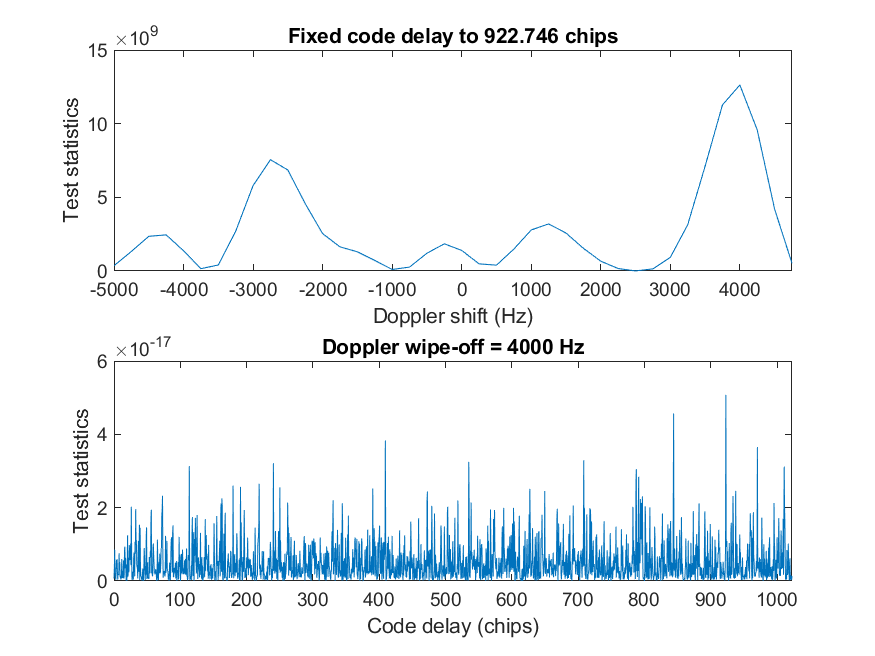 ×10^9
Fixed code delay to 922.746 chips
15
10
5
0
Test statistics
-5000 -4000 -3000 -2000 -1000 0 1000 2000 3000 4000
Doppler shift (Hz)
×10^-17
Doppler wipe-off = 4000 Hz
6
4
2
0
Test statistics
0 100 200 300 400 500 600 700 800 900 1000
Code delay (chips)